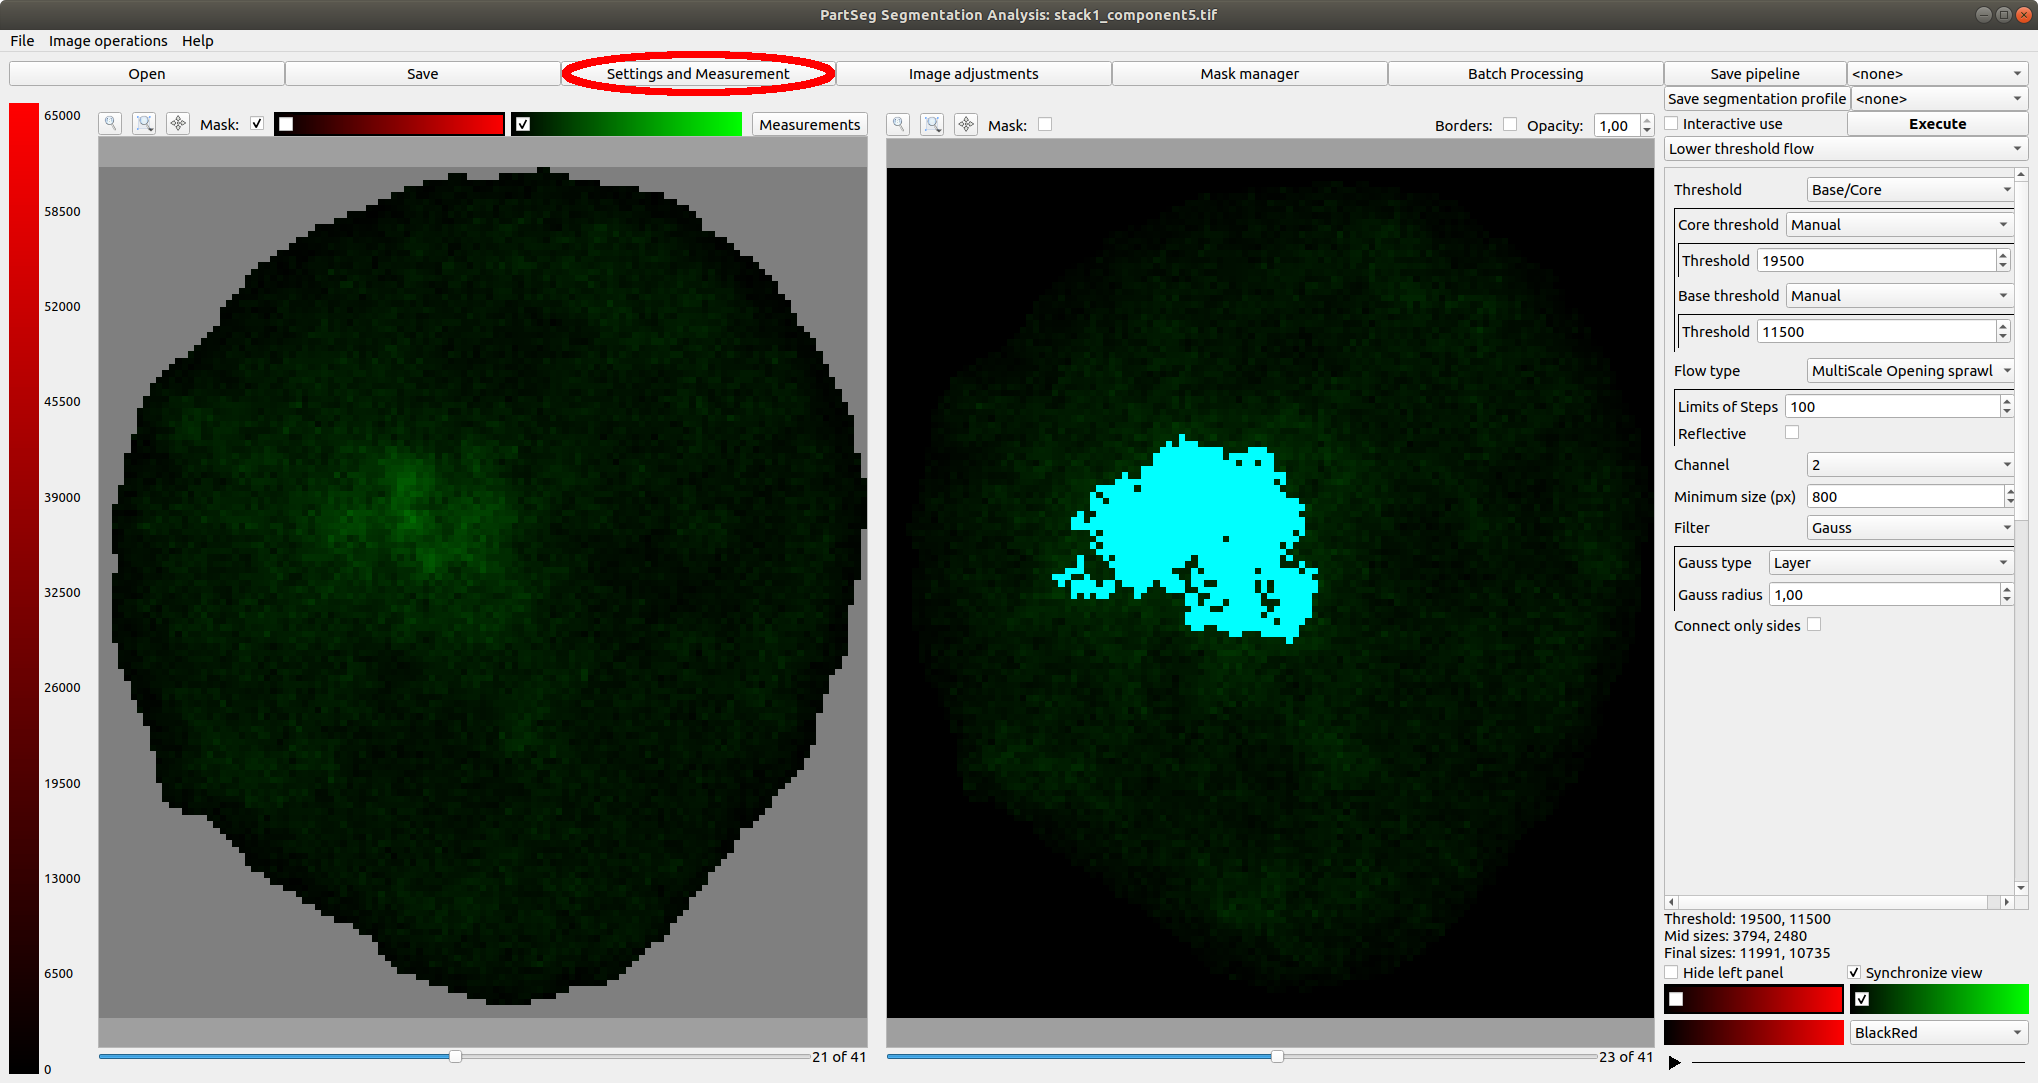 PartSeg Segmentation Analysis: stack1_component5.tif
File Image operations Help
Open Save Settings and Measurement Image adjustments Mask manager Batch Processing Save pipeline <none>
Save segmentation profile <none>
Mask: Measurements Mask: Borders: Opacity: 1,00 Interactive use Execute
Lower threshold flow
65000
58500
52000
45500
39000
32500
26000
19500
13000
6500
0
Threshold Base/Core
Core threshold Manual
Threshold 19500
Base threshold Manual
Threshold 11500
Flow type MultiScale Opening sprawl
Limits of Steps 100
Reflective
Channel 2
Minimum size (px) 800
Filter Gauss
Gauss type Layer
Gauss radius 1,00
Connect only sides
Threshold: 19500, 11500
Mid sizes: 3794, 2480
Final sizes: 11991, 10735
Hide left panel Synchronize view
BlackRed
21 of 41 23 of 41